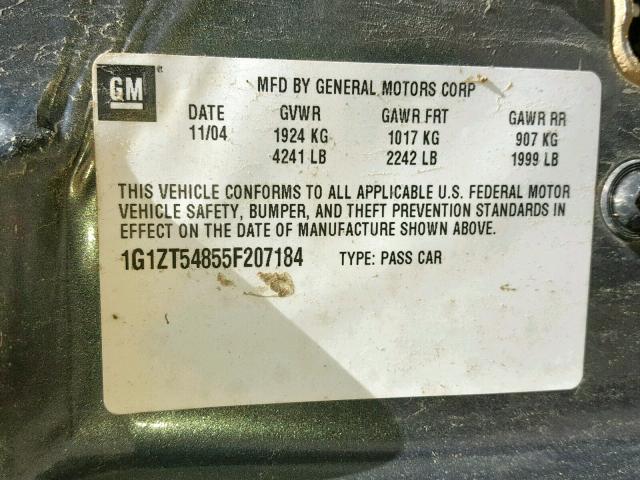 GM
MFD BY GENERAL MOTORS CORP
DATE GVWR GAWR FRT GAWR RR
11/04 1924 KG 1017 KG 907 KG
4241 LB 2242 LB 1999 LB
THIS VEHICLE CONFORMS TO ALL APPLICABLE U.S. FEDERAL MOTOR
VEHICLE SAFETY, BUMPER, AND THEFT PREVENTION STANDARDS IN
EFFECT ON THE DATE OF MANUFACTURE SHOWN ABOVE.
1G1ZT54855F207184 TYPE: PASS CAR